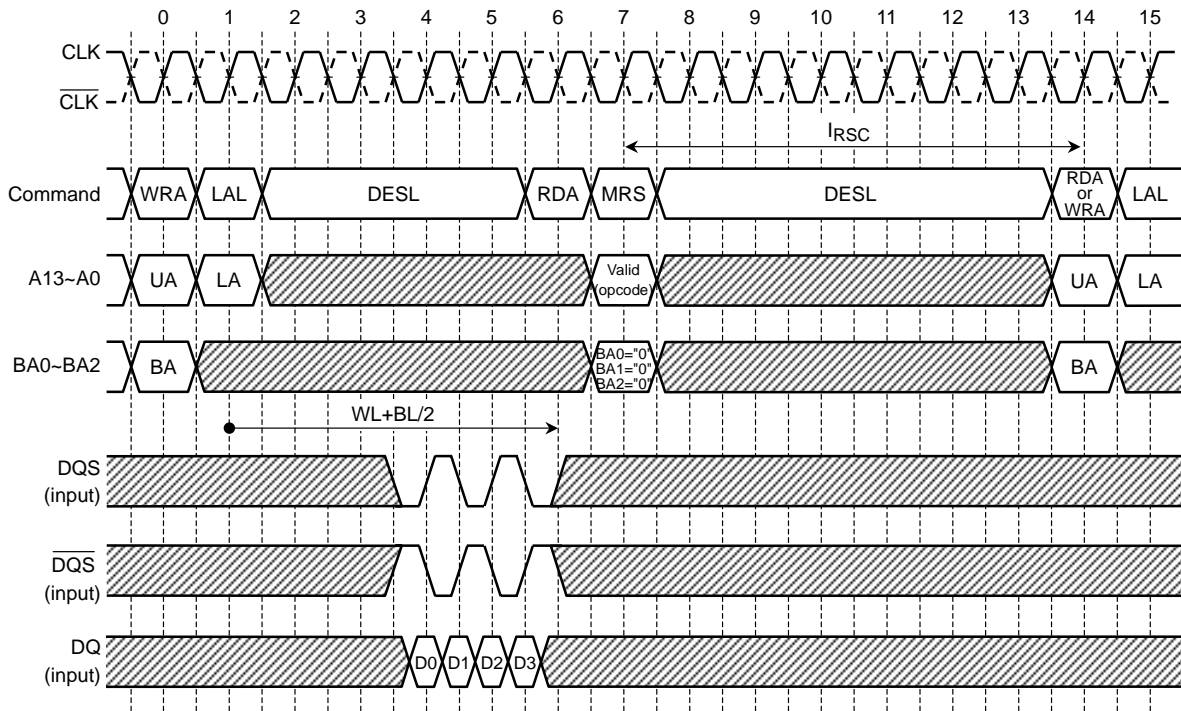 0 1 2 3 4 5 6 7 8 9 10 11 12 13 14 15
CLK
CLK
IRSC
Command WRA LAL DESL RDA MRS DESL RDA or WRA LAL
A13~A0 UA LA Valid (opcode) UA LA
BA0~BA2 BA BA0="0" BA1="0" BA2="0" BA
WL+BL/2
DQS
(input)
DQS
(input)
DQ
(input)
D0 D1 D2 D3